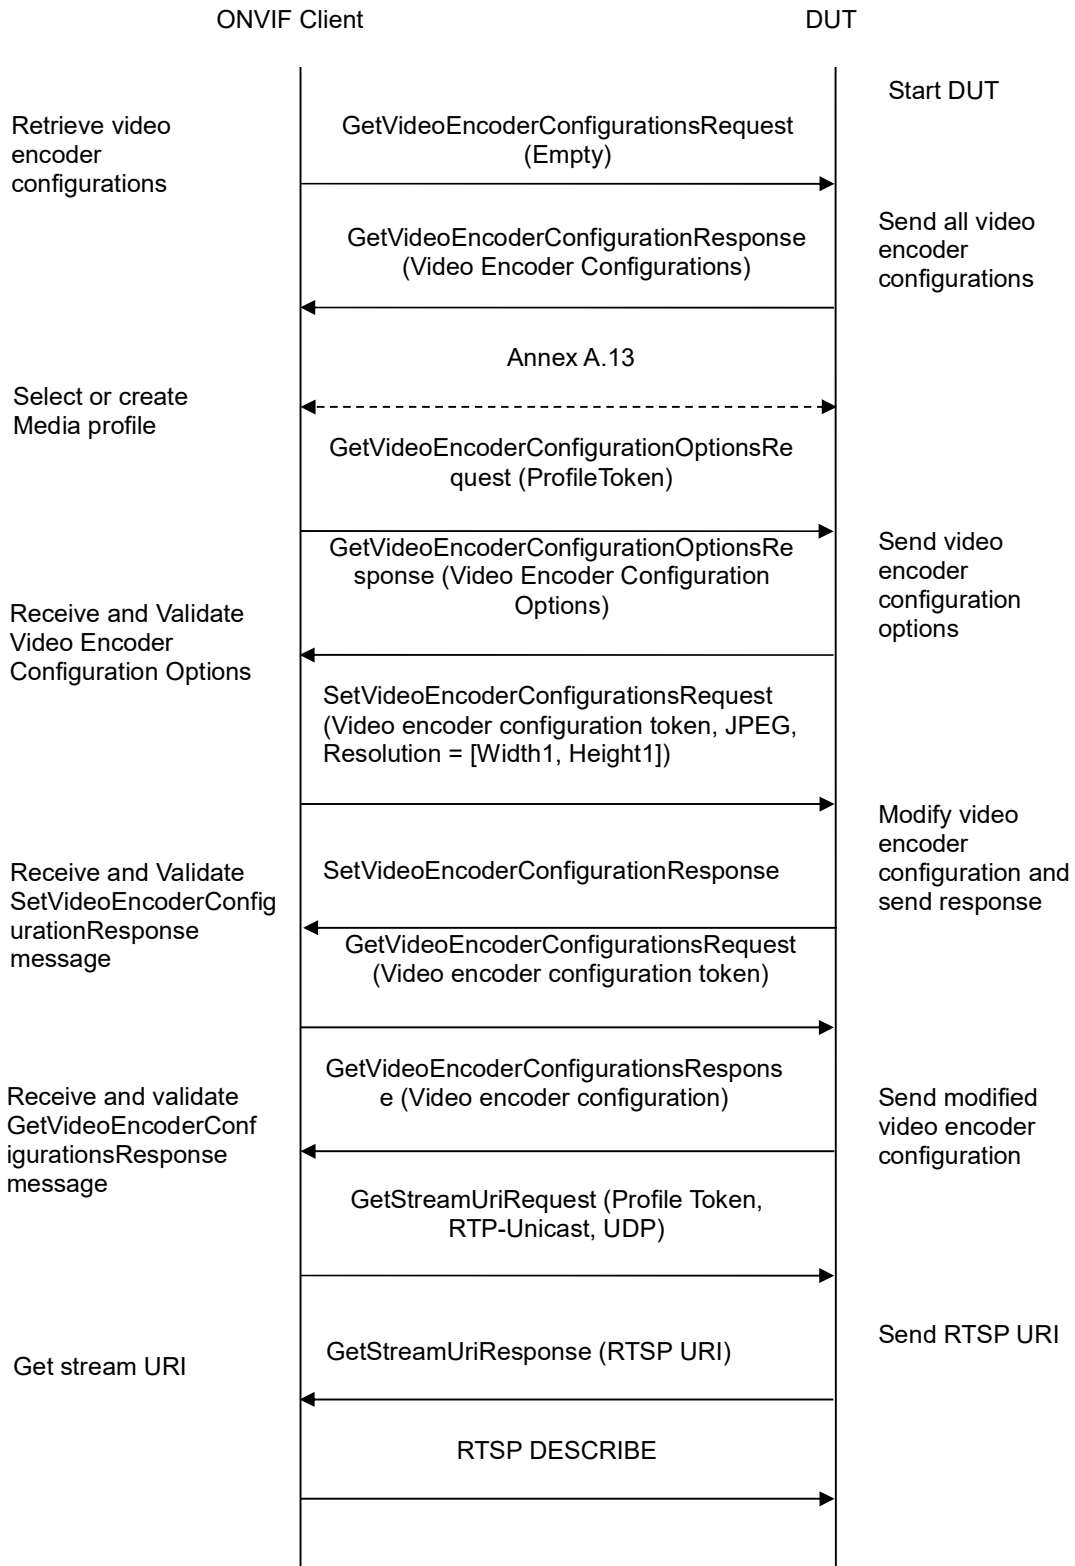 ONVIF Client
DUT
Start DUT
Retrieve video
encoder
configurations
GetVideoEncoderConfigurationsRequest
(Empty)
Send all video
encoder
configurations
GetVideoEncoderConfigurationResponse
(Video Encoder Configurations)
Annex A.13
Select or create
Media profile
GetVideoEncoderConfigurationOptionsRe
quest (ProfileToken)
Send video
encoder
configuration
options
GetVideoEncoderConfigurationOptionsRe
sponse (Video Encoder Configuration
Options)
Receive and Validate
Video Encoder
Configuration Options
SetVideoEncoderConfigurationsRequest
(Video encoder configuration token, JPEG,
Resolution = [Width1, Height1])
Modify video
encoder
configuration and
send response
Receive and Validate
SetVideoEncoderConfig
urationResponse
message
SetVideoEncoderConfigurationResponse
GetVideoEncoderConfigurationsRequest
(Video encoder configuration token)
GetVideoEncoderConfigurationsRespons
e (Video encoder configuration)
Receive and validate
GetVideoEncoderConf
igurationsResponse
message
Send modified
video encoder
configuration
GetStreamUriRequest (Profile Token,
RTP-Unicast, UDP)
Send RTSP URI
Get stream URI
GetStreamUriResponse (RTSP URI)
RTSP DESCRIBE